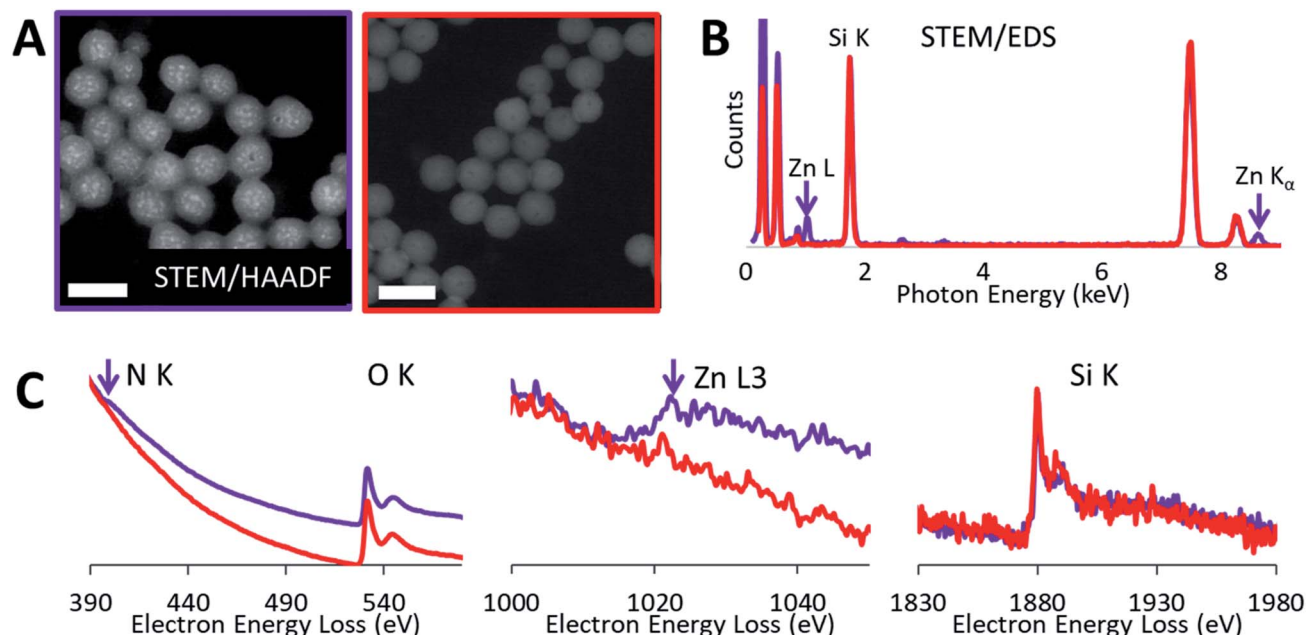 A
STEM/HAADF
B
STEM/EDS
Si K
Zn L
Zn Kα
Counts
0 2 4 6 8
Photon Energy (keV)
C
N K
O K
390 440 490 540
Electron Energy Loss (eV)
Zn L3
1000 1020 1040
Electron Energy Loss (eV)
Si K
1830 1880 1930 1980
Electron Energy Loss (eV)